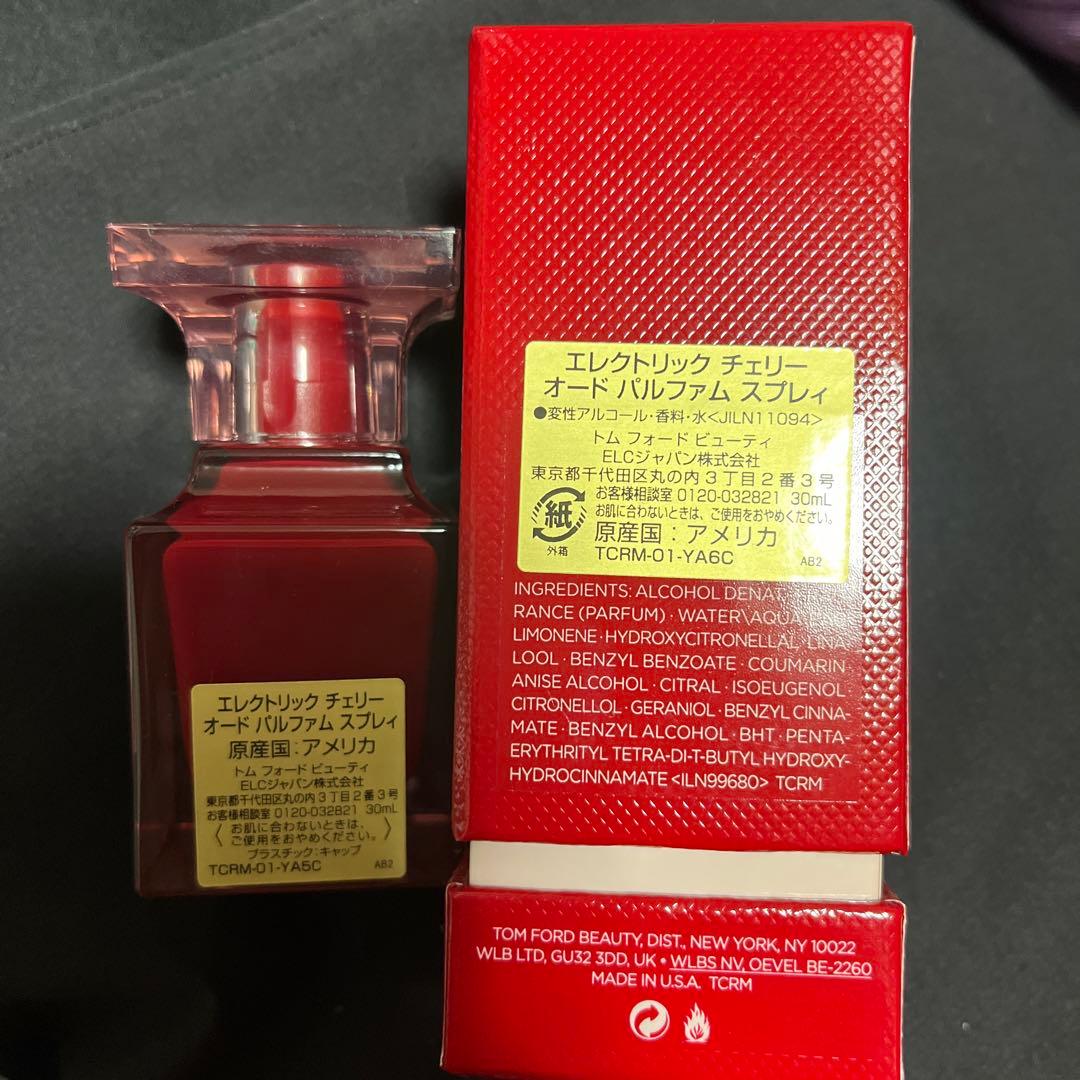 エレクトリック チェリー
オード パルファム スプレィ
原産国：アメリカ
トム フォード ビューティ
ELCジャパン株式会社
東京都千代田区丸の内3丁目2番3号
お客様相談室 0120-032821 30mL
〈お肌に合わないときは、
ご使用をおやめください。〉
プラスチック：キャップ
TCRM-01-YA5C AB2
エレクトリック チェリー
オード パルファム スプレィ
●変性アルコール・香料・水<JILN11094>
トム フォード ビューティ
ELCジャパン株式会社
東京都千代田区丸の内3丁目2番3号
お客様相談室 0120-032821 30mL
お肌に合わないときは、ご使用をおやめください。
紙
外箱
原産国：アメリカ
TCRM-01-YA6C AB2
INGREDIENTS: ALCOHOL DENAT
RANCE (PARFUM) · WATER\AQUA
LIMONENE · HYDROXYCITRONELLAL · LINA-
LOOL · BENZYL BENZOATE · COUMARIN ·
ANISE ALCOHOL · CITRAL · ISOEUGENOL
CITRONELLOL · GERANIOL · BENZYL CINNA-
MATE · BENZYL ALCOHOL · BHT · PENTA-
ERYTHRITYL TETRA-DI-T-BUTYL HYDROXY-
HYDROCINNAMATE <ILN99680> TCRM
TOM FORD BEAUTY, DIST., NEW YORK, NY 10022
WLB LTD, GU32 3DD, UK • WLBS NV, OEVEL BE-2260
MADE IN U.S.A. TCRM